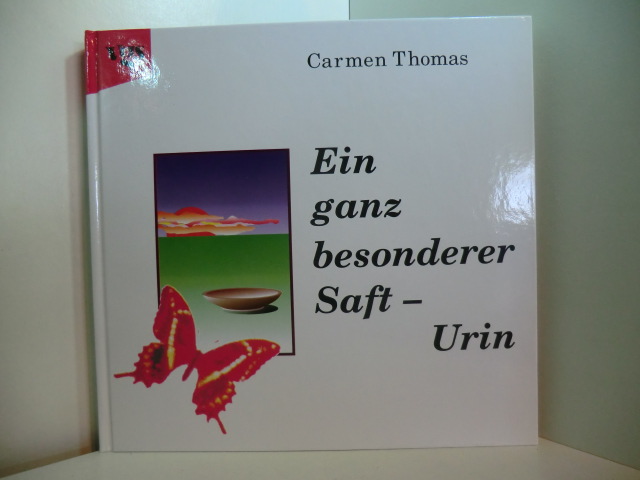 Carmen Thomas
Ein
ganz
besonderer
Saft –
Urin